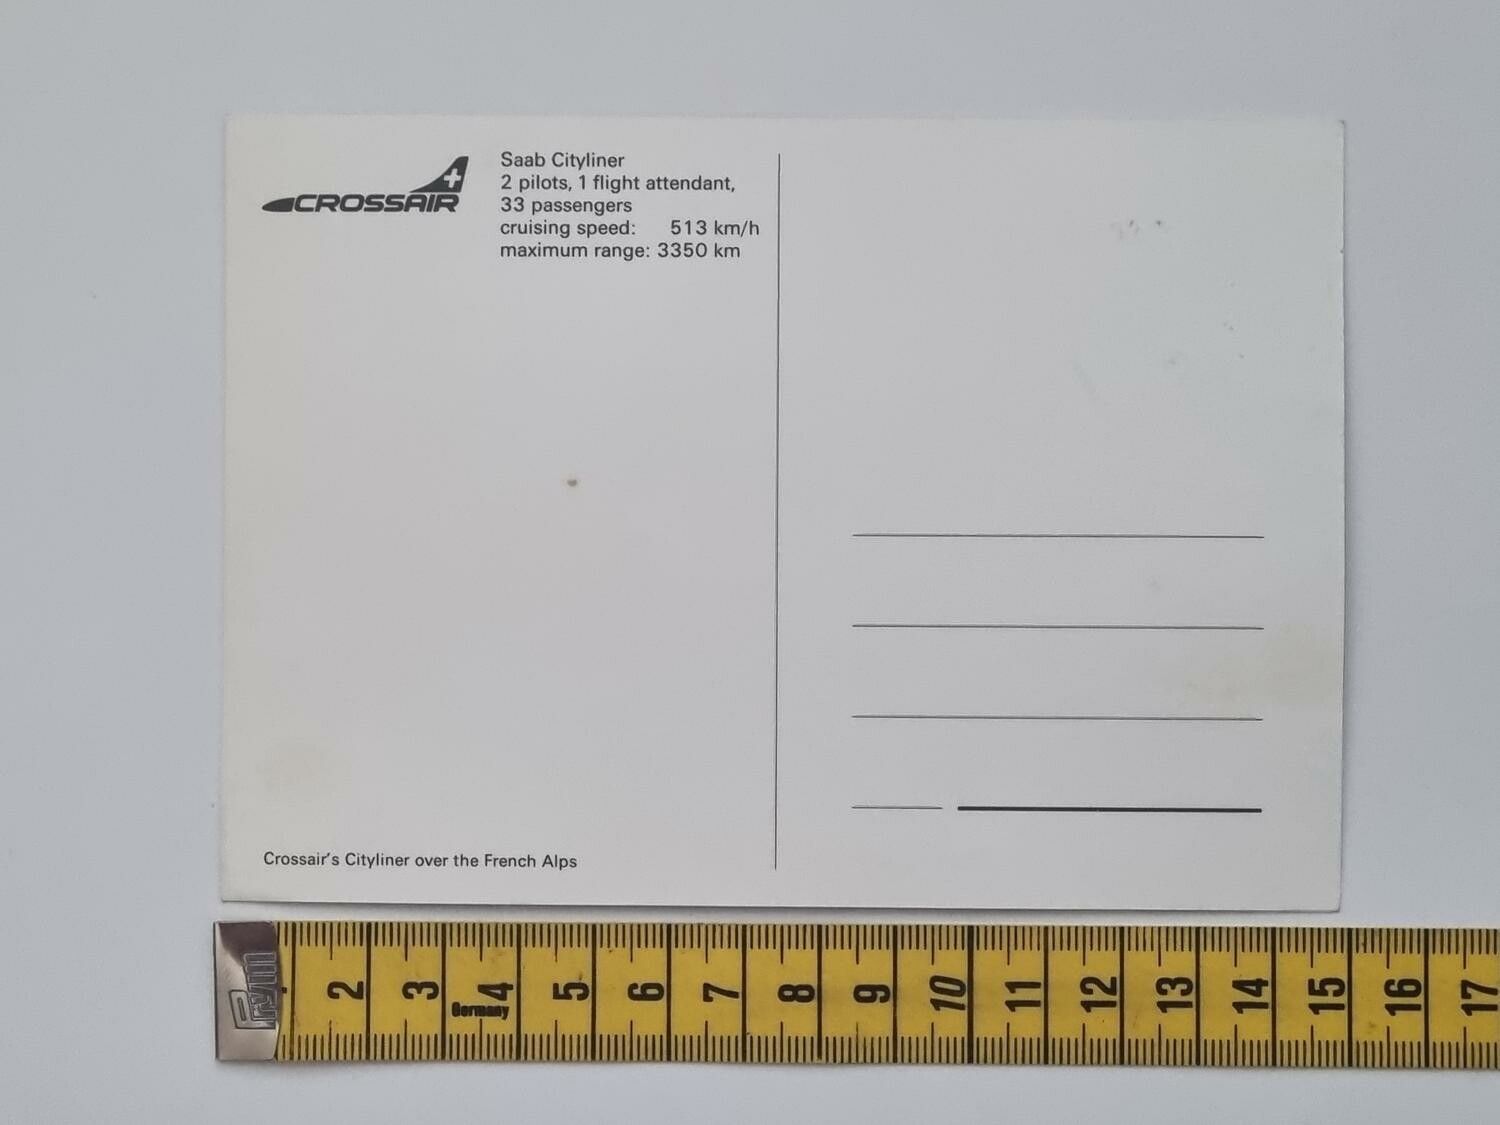 CROSSAIR
Saab Cityliner
2 pilots, 1 flight attendant,
33 passengers
cruising speed: 513 km/h
maximum range: 3350 km
Crossair's Cityliner over the French Alps
Prym
2 3 4 5 6 7 8 9 10 11 12 13 14 15 16 17
Germany